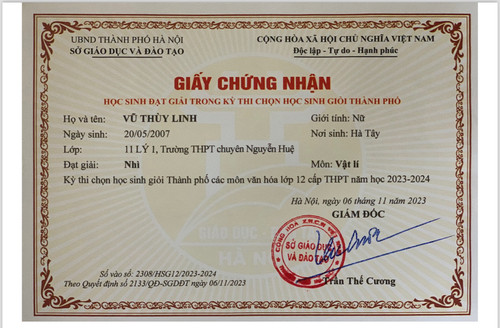 UBND THÀNH PHỐ HÀ NỘI
SỞ GIÁO DỤC VÀ ĐÀO TẠO
CỘNG HÒA XÃ HỘI CHỦ NGHĨA VIỆT NAM
Độc lập - Tự do - Hạnh phúc
GIẤY CHỨNG NHẬN
HỌC SINH ĐẠT GIẢI TRONG KỲ THI CHỌN HỌC SINH GIỎI THÀNH PHỐ
Họ và tên: VŨ THÙY LINH Giới tính: Nữ
Ngày sinh: 20/05/2007 Nơi sinh: Hà Tây
Lớp: 11 LÝ 1, Trường THPT chuyên Nguyễn Huệ
Đạt giải: Nhì Môn: Vật lí
Kỳ thi chọn học sinh giỏi Thành phố các môn văn hóa lớp 12 cấp THPT năm học 2023-2024
Hà Nội, ngày 06 tháng 11 năm 2023
GIÁM ĐỐC
SỞ GIÁO DỤC
VÀ ĐÀO TẠO
Số vào sổ: 2308/HSG12/2023-2024
Theo Quyết định số 2133/QĐ-SGDĐT ngày 06/11/2023
Trần Thế Cương